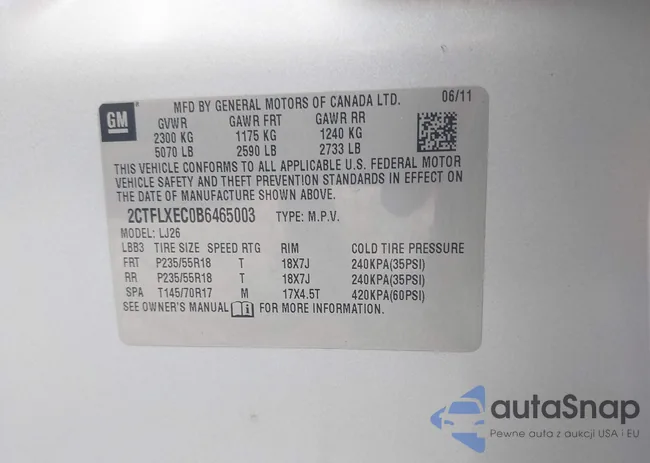 GM
MFD BY GENERAL MOTORS OF CANADA LTD. 06/11
GVWR GAWR FRT GAWR RR
2300 KG 1175 KG 1240 KG
5070 LB 2590 LB 2733 LB
THIS VEHICLE CONFORMS TO ALL APPLICABLE U.S. FEDERAL MOTOR
VEHICLE SAFETY AND THEFT PREVENTION STANDARDS IN EFFECT ON
THE DATE OF MANUFACTURE SHOWN ABOVE.
2CTFLXEC0B6465003 TYPE: M.P.V.
MODEL: LJ26
LBB3 TIRE SIZE SPEED RTG RIM COLD TIRE PRESSURE
FRT P235/55R18 T 18X7J 240KPA(35PSI)
RR P235/55R18 T 18X7J 240KPA(35PSI)
SPA T145/70R17 M 17X4.5T 420KPA(60PSI)
SEE OWNER'S MANUAL i FOR MORE INFORMATION.
autaSnap
Pewne auta z aukcji USA i EU